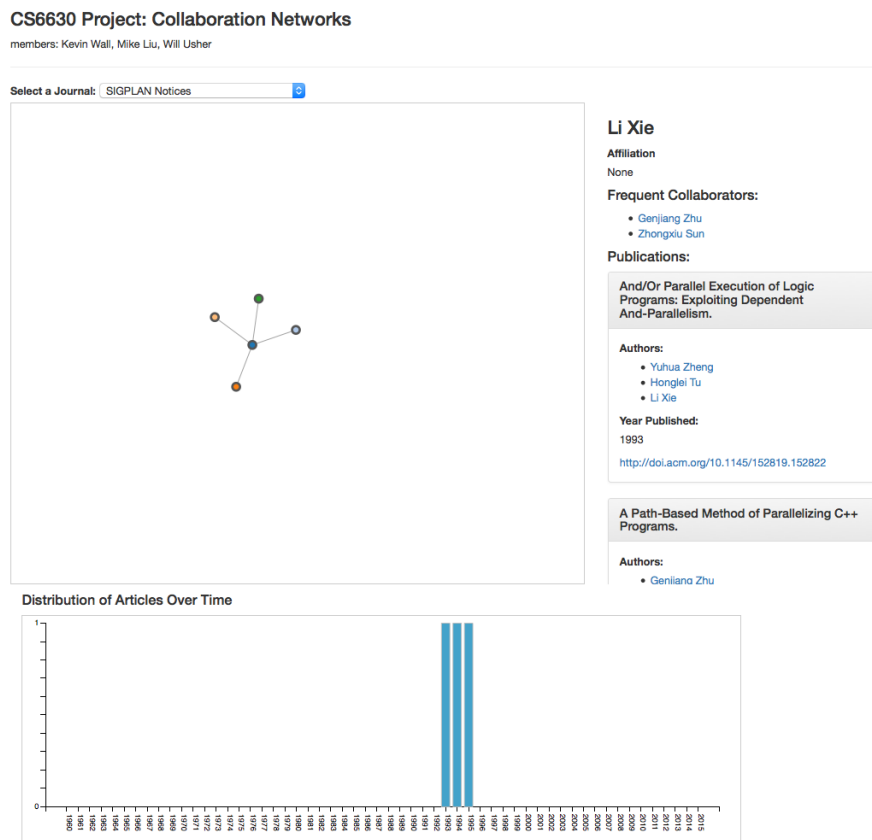 CS6630 Project: Collaboration Networks
members: Kevin Wall, Mike Liu, Will Usher
Select a Journal: SIGPLAN Notices
Li Xie
Affiliation
None
Frequent Collaborators:
• Genjiang Zhu
• Zhongxiu Sun
Publications:
And/Or Parallel Execution of Logic
Programs: Exploiting Dependent
And-Parallelism.
Authors:
• Yuhua Zheng
• Honglei Tu
• Li Xie
Year Published:
1993
http://doi.acm.org/10.1145/152819.152822
A Path-Based Method of Parallelizing C++
Programs.
Authors:
• Genjiang Zhu
Distribution of Articles Over Time
1
0
1960
1961
1962
1963
1964
1965
1966
1967
1968
1969
1970
1971
1972
1973
1974
1975
1976
1977
1978
1979
1980
1981
1982
1983
1984
1985
1986
1987
1988
1989
1990
1991
1992
1993
1994
1995
1996
1997
1998
1999
2000
2001
2002
2003
2004
2005
2006
2007
2008
2009
2010
2011
2012
2013
2014
2015